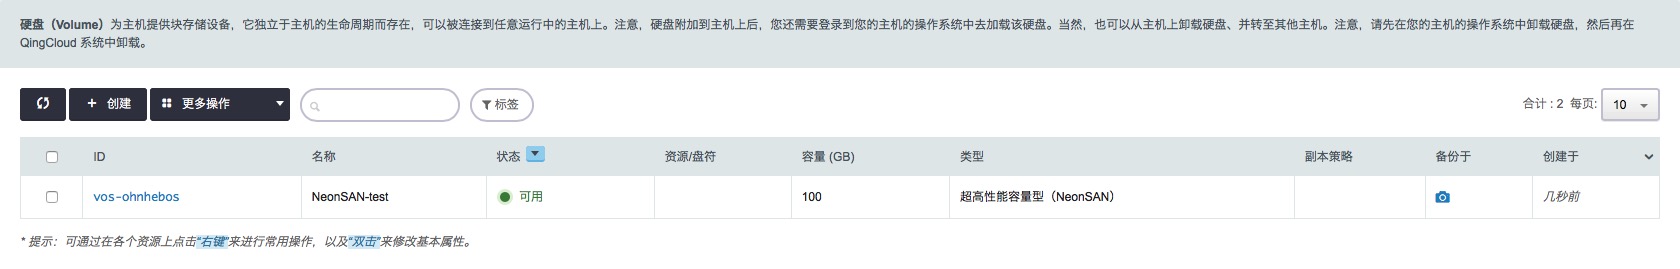 硬盘（Volume）为主机提供块存储设备，它独立于主机的生命周期而存在，可以被连接到任意运行中的主机上。注意，硬盘附加到主机上后，您还需要登录到您的主机的操作系统中去加载该硬盘。当然，也可以从主机上卸载硬盘、并转至其他主机。注意，请先在您的主机的操作系统中卸载硬盘，然后再在
QingCloud 系统中卸载。
创建 更多操作 标签 合计 : 2 每页: 10
ID 名称 状态 资源/盘符 容量 (GB) 类型 副本策略 备份于 创建于
vos-ohnhebos NeonSAN-test 可用 100 超高性能容量型（NeonSAN） 几秒前
* 提示：可通过在各个资源上点击“右键”来进行常用操作，以及“双击”来修改基本属性。